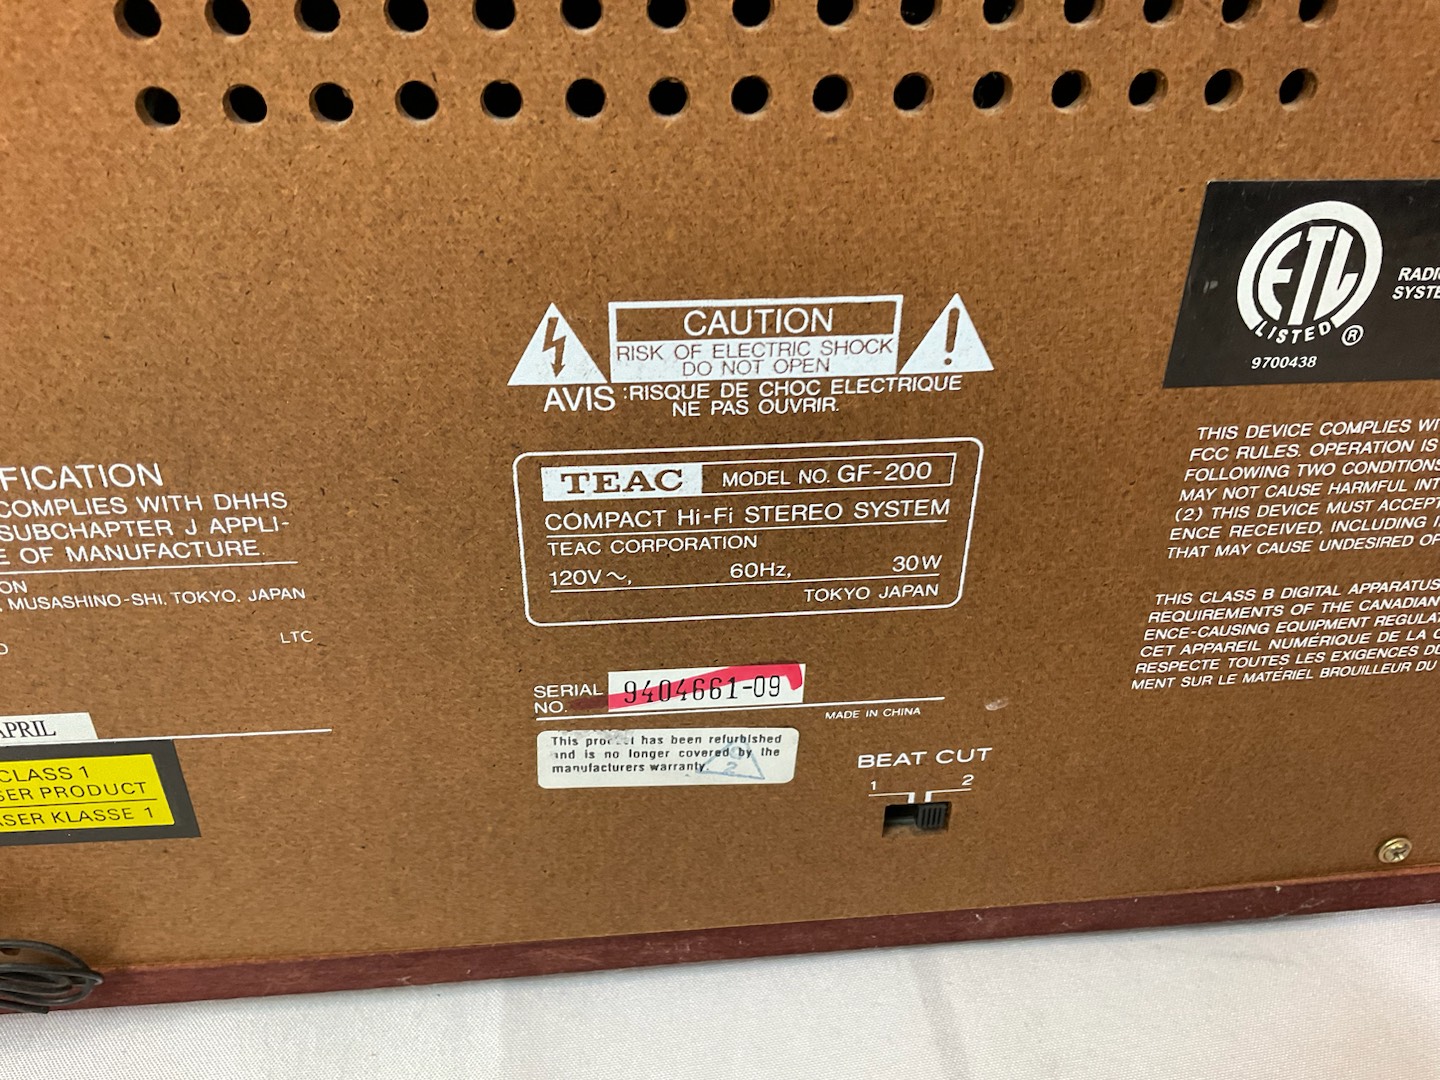 CAUTION
RISK OF ELECTRIC SHOCK
DO NOT OPEN
AVIS :RISQUE DE CHOC ELECTRIQUE
NE PAS OUVRIR.
TEAC MODEL NO. GF-200
COMPACT Hi-Fi STEREO SYSTEM
TEAC CORPORATION
120V~, 60Hz, 30W
TOKYO JAPAN
SERIAL NO. 9404661-09
MADE IN CHINA
This product has been refurbished
and is no longer covered by the
manufacturers warranty.
2
BEAT CUT
1 2
FICATION
COMPLIES WITH DHHS
SUBCHAPTER J APPLI-
E OF MANUFACTURE.
ON
, MUSASHINO-SHI, TOKYO, JAPAN
LTC
APRIL
CLASS 1
SER PRODUCT
ASER KLASSE 1
ETL
LISTED ®
9700438
RADIO
SYSTE
THIS DEVICE COMPLIES WI
FCC RULES. OPERATION IS
FOLLOWING TWO CONDITIONS
MAY NOT CAUSE HARMFUL INT
(2) THIS DEVICE MUST ACCEPT
ENCE RECEIVED, INCLUDING I
THAT MAY CAUSE UNDESIRED OP
THIS CLASS B DIGITAL APPARATUS
REQUIREMENTS OF THE CANADIAN
ENCE-CAUSING EQUIPMENT REGULAT
CET APPAREIL NUMÉRIQUE DE LA C
RESPECTE TOUTES LES EXIGENCES DU
MENT SUR LE MATÉRIEL BROUILLEUR DU